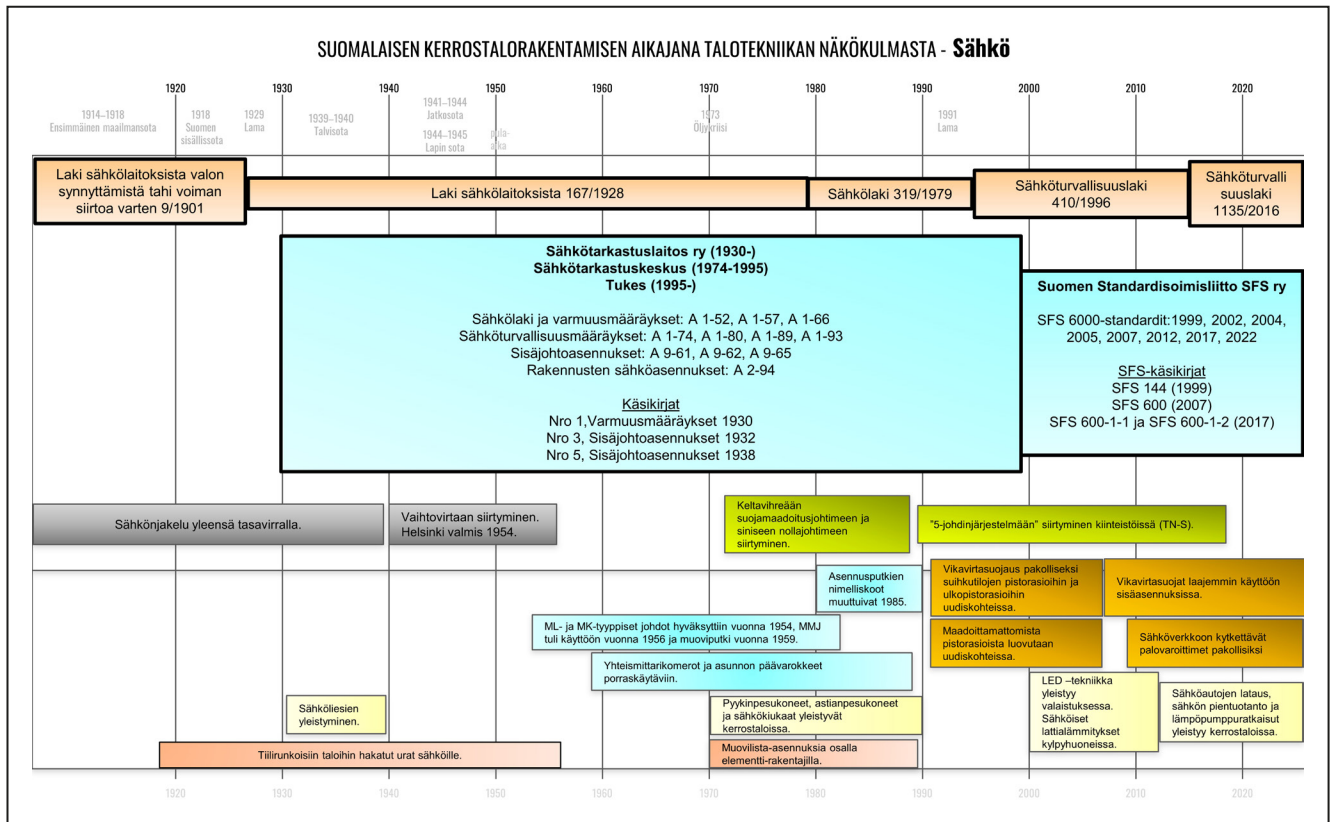 SUOMALAISEN KERROSTALORAKENTAMISEN AIKAJANA TALOTEKNIIKAN NÄKÖKULMASTA - Sähkö
1920 1930 1940 1950 1960 1970 1980 1990 2000 2010 2020
1914–1918
Ensimmäinen maailmansota
1918
Suomen
sisällissota
1929
Lama
1939–1940
Talvisota
1941–1944
Jatkosota
1944–1945
Lapin sota
pula-
aika
1973
Öljykriisi
1991
Lama
Laki sähkölaitoksista valon
synnyttämistä tahi voiman
siirtoa varten 9/1901
Laki sähkölaitoksista 167/1928
Sähkölaki 319/1979
Sähköturvallisuuslaki
410/1996
Sähköturvalli
suuslaki
1135/2016
Sähkötarkastuslaitos ry (1930-)
Sähkötarkastuskeskus (1974-1995)
Tukes (1995-)
Sähkölaki ja varmuusmääräykset: A 1-52, A 1-57, A 1-66
Sähköturvallisuusmääräykset: A 1-74, A 1-80, A 1-89, A 1-93
Sisäjohtoasennukset: A 9-61, A 9-62, A 9-65
Rakennusten sähköasennukset: A 2-94
Käsikirjat
Nro 1,Varmuusmääräykset 1930
Nro 3, Sisäjohtoasennukset 1932
Nro 5, Sisäjohtoasennukset 1938
Suomen Standardisoimisliitto SFS ry
SFS 6000-standardit:1999, 2002, 2004,
2005, 2007, 2012, 2017, 2022
SFS-käsikirjat
SFS 144 (1999)
SFS 600 (2007)
SFS 600-1-1 ja SFS 600-1-2 (2017)
Sähkönjakelu yleensä tasavirralla.
Vaihtovirtaan siirtyminen.
Helsinki valmis 1954.
Keltavihreään
suojamaadoitusjohtimeen ja
siniseen nollajohtimeen
siirtyminen.
"5-johdinjärjestelmään" siirtyminen kiinteistöissä (TN-S).
Asennusputkien
nimelliskoot
muuttuivat 1985.
Vikavirtasuojaus pakolliseksi
suihkutilojen pistorasioihin ja
ulkopistorasioihin
uudiskohteissa.
Vikavirtasuojat laajemmin käyttöön
sisäasennuksissa.
ML- ja MK-tyyppiset johdot hyväksyttiin vuonna 1954, MMJ
tuli käyttöön vuonna 1956 ja muoviputki vuonna 1959.
Maadoittamattomista
pistorasioista luovutaan
uudiskohteissa.
Sähköverkkoon kytkettävät
palovaroittimet pakollisiksi
Yhteismittarikomerot ja asunnon päävarokkeet
porraskäytäviin.
Sähköliesien
yleistyminen.
Pyykinpesukoneet, astianpesukoneet
ja sähkökiukaat yleistyvät
kerrostaloissa.
LED –tekniikka
yleistyy
valaistuksessa.
Sähköiset
lattialämmitykset
kylpyhuoneissa.
Sähköautojen lataus,
sähkön pientuotanto ja
lämpöpumppuratkaisut
yleistyy kerrostaloissa.
Tiilirunkoisiin taloihin hakatut urat sähköille.
Muovilista-asennuksia osalla
elementti-rakentajilla.
1920 1930 1940 1950 1960 1970 1980 1990 2000 2010 2020